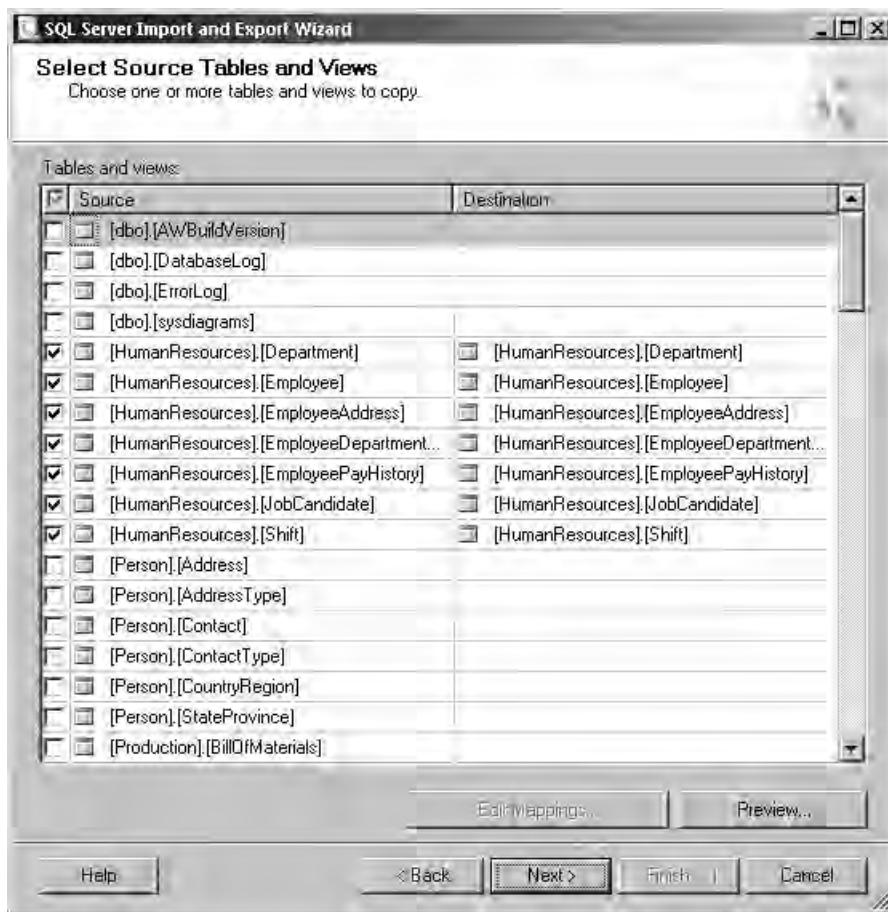 SQL Server Import and Export Wizard
Select Source Tables and Views
Choose one or more tables and views to copy.
Tables and views:
Source Destination
[dbo].[AWBuildVersion]
[dbo].[DatabaseLog]
[dbo].[ErrorLog]
[dbo].[sysdiagrams]
[HumanResources].[Department] [HumanResources].[Department]
[HumanResources].[Employee] [HumanResources].[Employee]
[HumanResources].[EmployeeAddress] [HumanResources].[EmployeeAddress]
[HumanResources].[EmployeeDepartment... [HumanResources].[EmployeeDepartment...
[HumanResources].[EmployeePayHistory] [HumanResources].[EmployeePayHistory]
[HumanResources].[JobCandidate] [HumanResources].[JobCandidate]
[HumanResources].[Shift] [HumanResources].[Shift]
[Person].[Address]
[Person].[AddressType]
[Person].[Contact]
[Person].[ContactType]
[Person].[CountryRegion]
[Person].[StateProvince]
[Production].[BillOfMaterials]
Edit Mappings... Preview...
Help < Back Next > Finish Cancel